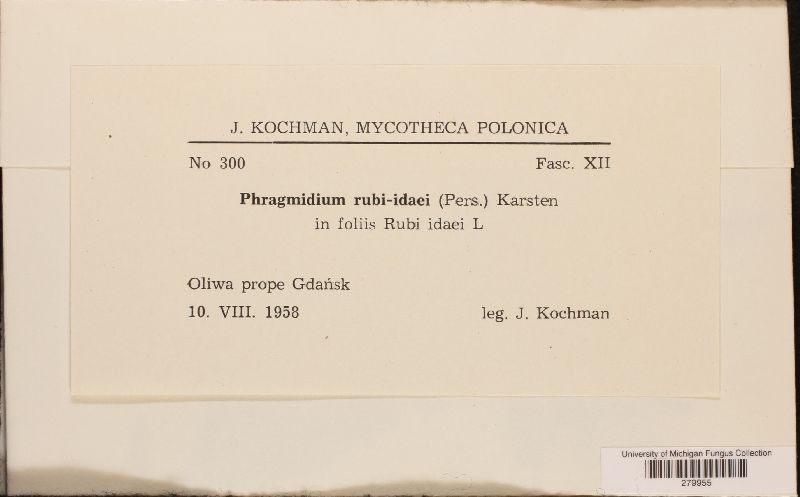 J. KOCHMAN, MYCOTHECA POLONICA
No 300 Fasc. XII
Phragmidium rubi-idaei (Pers.) Karsten
in foliis Rubi idaei L
Oliwa prope Gdańsk
10. VIII. 1958 leg. J. Kochman
University of Michigan Fungus Collection
279955